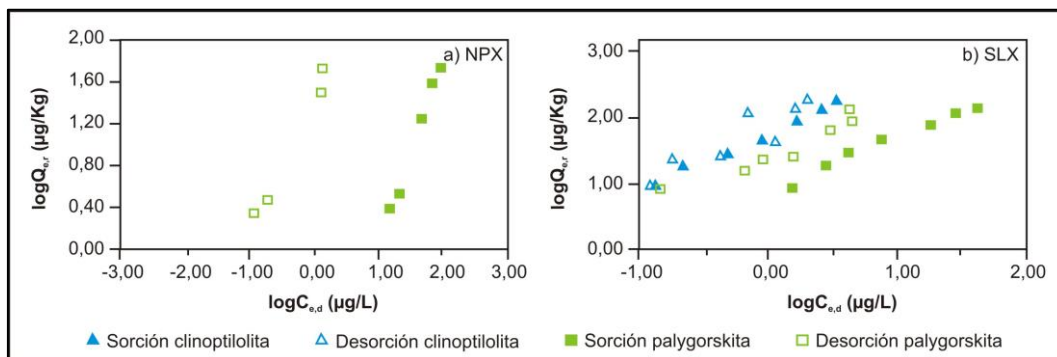 a) NPX
2,00
1,60
1,20
0,40
0,00
-3,00 -2,00 -1,00 0,00 1,00 2,00 3,00
logQe,r (µg/Kg)
logCe,d (µg/L)
b) SLX
3,00
2,00
1,00
0,00
-1,00 0,00 1,00 2,00
logQe,r (µg/Kg)
logCe,d (µg/L)
Sorción clinoptilolita Desorción clinoptilolita Sorción palygorskita Desorción palygorskita